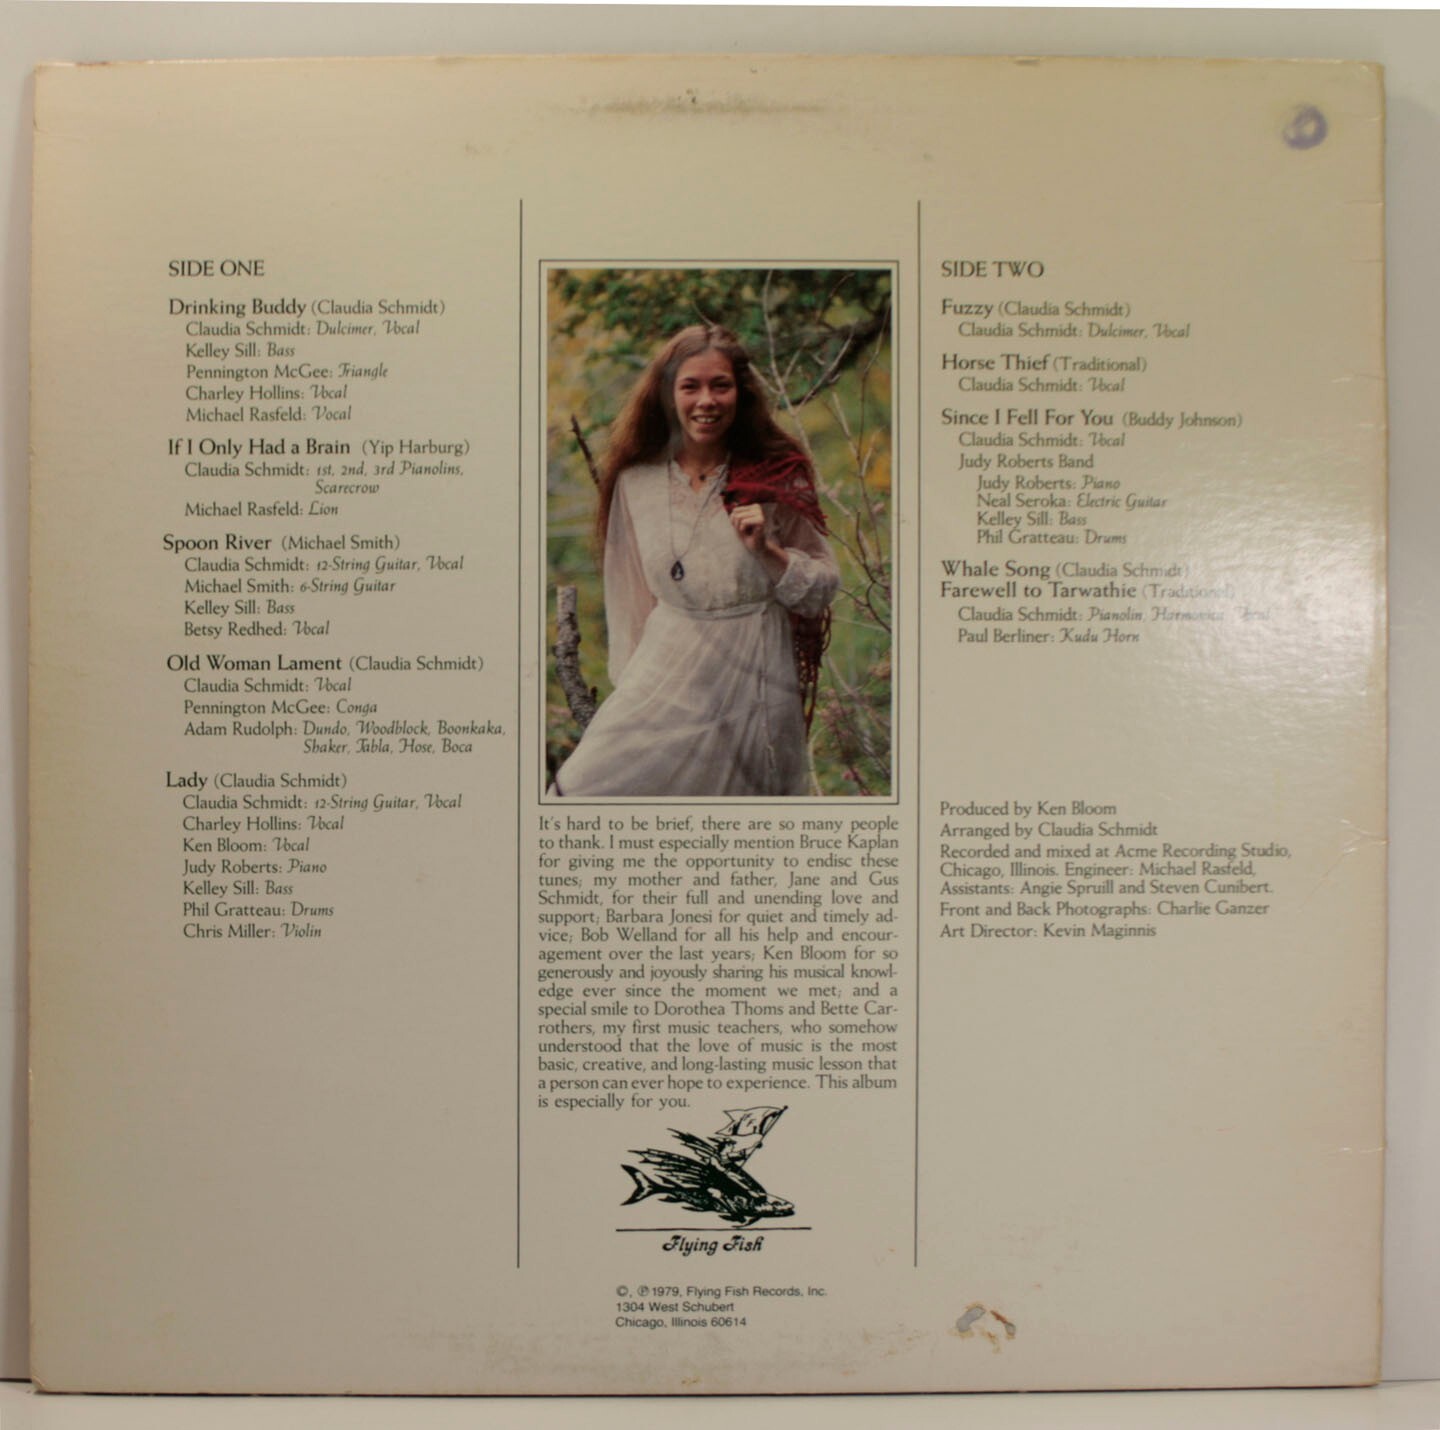 SIDE ONE
Drinking Buddy (Claudia Schmidt)
Claudia Schmidt: Dulcimer, Vocal
Kelley Sill: Bass
Pennington McGee: Triangle
Charley Hollins: Vocal
Michael Rasfeld: Vocal
If I Only Had a Brain (Yip Harburg)
Claudia Schmidt: 1st, 2nd, 3rd Pianolins,
Scarecrow
Michael Rasfeld: Lion
Spoon River (Michael Smith)
Claudia Schmidt: 12-String Guitar, Vocal
Michael Smith: 6-String Guitar
Kelley Sill: Bass
Betsy Redhed: Vocal
Old Woman Lament (Claudia Schmidt)
Claudia Schmidt: Vocal
Pennington McGee: Conga
Adam Rudolph: Dundo, Woodblock, Boonkaka,
Shaker, Tabla, Hose, Boca
Lady (Claudia Schmidt)
Claudia Schmidt: 12-String Guitar, Vocal
Charley Hollins: Vocal
Ken Bloom: Vocal
Judy Roberts: Piano
Kelley Sill: Bass
Phil Gratteau: Drums
Chris Miller: Violin
It's hard to be brief, there are so many people
to thank. I must especially mention Bruce Kaplan
for giving me the opportunity to endisc these
tunes; my mother and father, Jane and Gus
Schmidt, for their full and unending love and
support; Barbara Jonesi for quiet and timely ad-
vice; Bob Welland for all his help and encour-
agement over the last years; Ken Bloom for so
generously and joyously sharing his musical knowl-
edge ever since the moment we met; and a
special smile to Dorothea Thoms and Bette Car-
rothers, my first music teachers, who somehow
understood that the love of music is the most
basic, creative, and long-lasting music lesson that
a person can ever hope to experience. This album
is especially for you.
Flying Fish
©, ℗ 1979, Flying Fish Records, Inc.
1304 West Schubert
Chicago, Illinois 60614
SIDE TWO
Fuzzy (Claudia Schmidt)
Claudia Schmidt: Dulcimer, Vocal
Horse Thief (Traditional)
Claudia Schmidt: Vocal
Since I Fell For You (Buddy Johnson)
Claudia Schmidt: Vocal
Judy Roberts Band
Judy Roberts: Piano
Neal Seroka: Electric Guitar
Kelley Sill: Bass
Phil Gratteau: Drums
Whale Song (Claudia Schmidt)
Farewell to Tarwathie (Traditional)
Claudia Schmidt: Pianolin, Harmonica, Vocal
Paul Berliner: Kudu Horn
Produced by Ken Bloom
Arranged by Claudia Schmidt
Recorded and mixed at Acme Recording Studio,
Chicago, Illinois. Engineer: Michael Rasfeld,
Assistants: Angie Spruill and Steven Cunibert.
Front and Back Photographs: Charlie Ganzer
Art Director: Kevin Maginnis